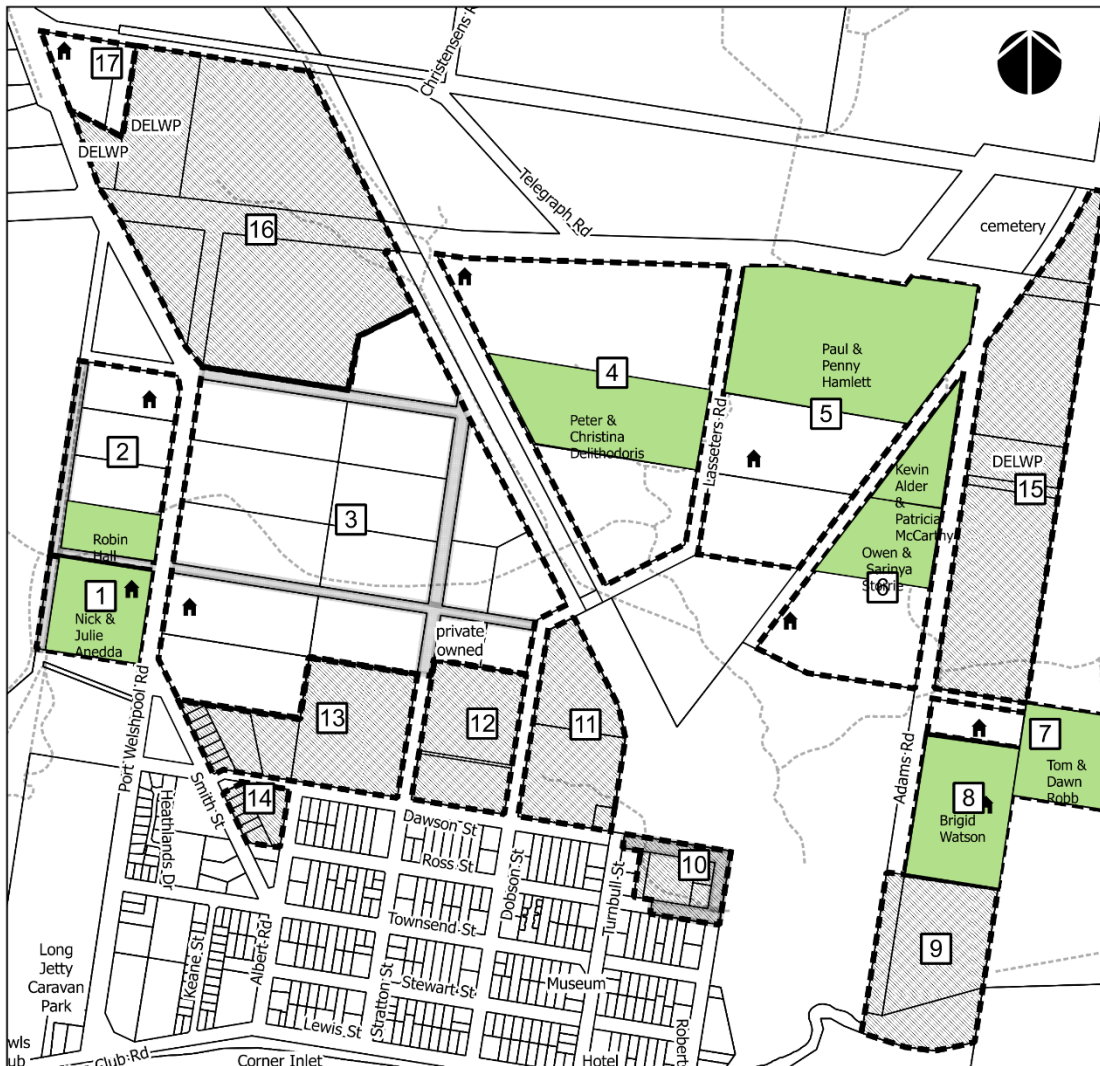 Christensens R
17
DELWP
DELWP
Telegraph Rd
16
cemetery
4
Paul &
Penny
Hamlett
5
Peter &
Christina
Delithodoris
Lasseters Rd
2
Kevin
Alder
&
Patricia
McCarthy
DELWP
15
3
Robin
Hall
Owen &
Sarinya
Storrie
6
1
Nick &
Julie
Anedda
private
owned
13
12
11
7
Tom &
Dawn
Robb
Port Welshpool Rd
Smith St
Adams Rd
8
Brigid
Watson
14
Heathlands Dr
Dawson St
Ross St
Dobson St
Turnbull St
10
Townsend St
9
Long
Jetty
Caravan
Park
Keane St
Albert Rd
Stratton St
Stewart St
Museum
Lewis St
Robert
wls
ub
Club Rd
Corner Inlet
Hotel